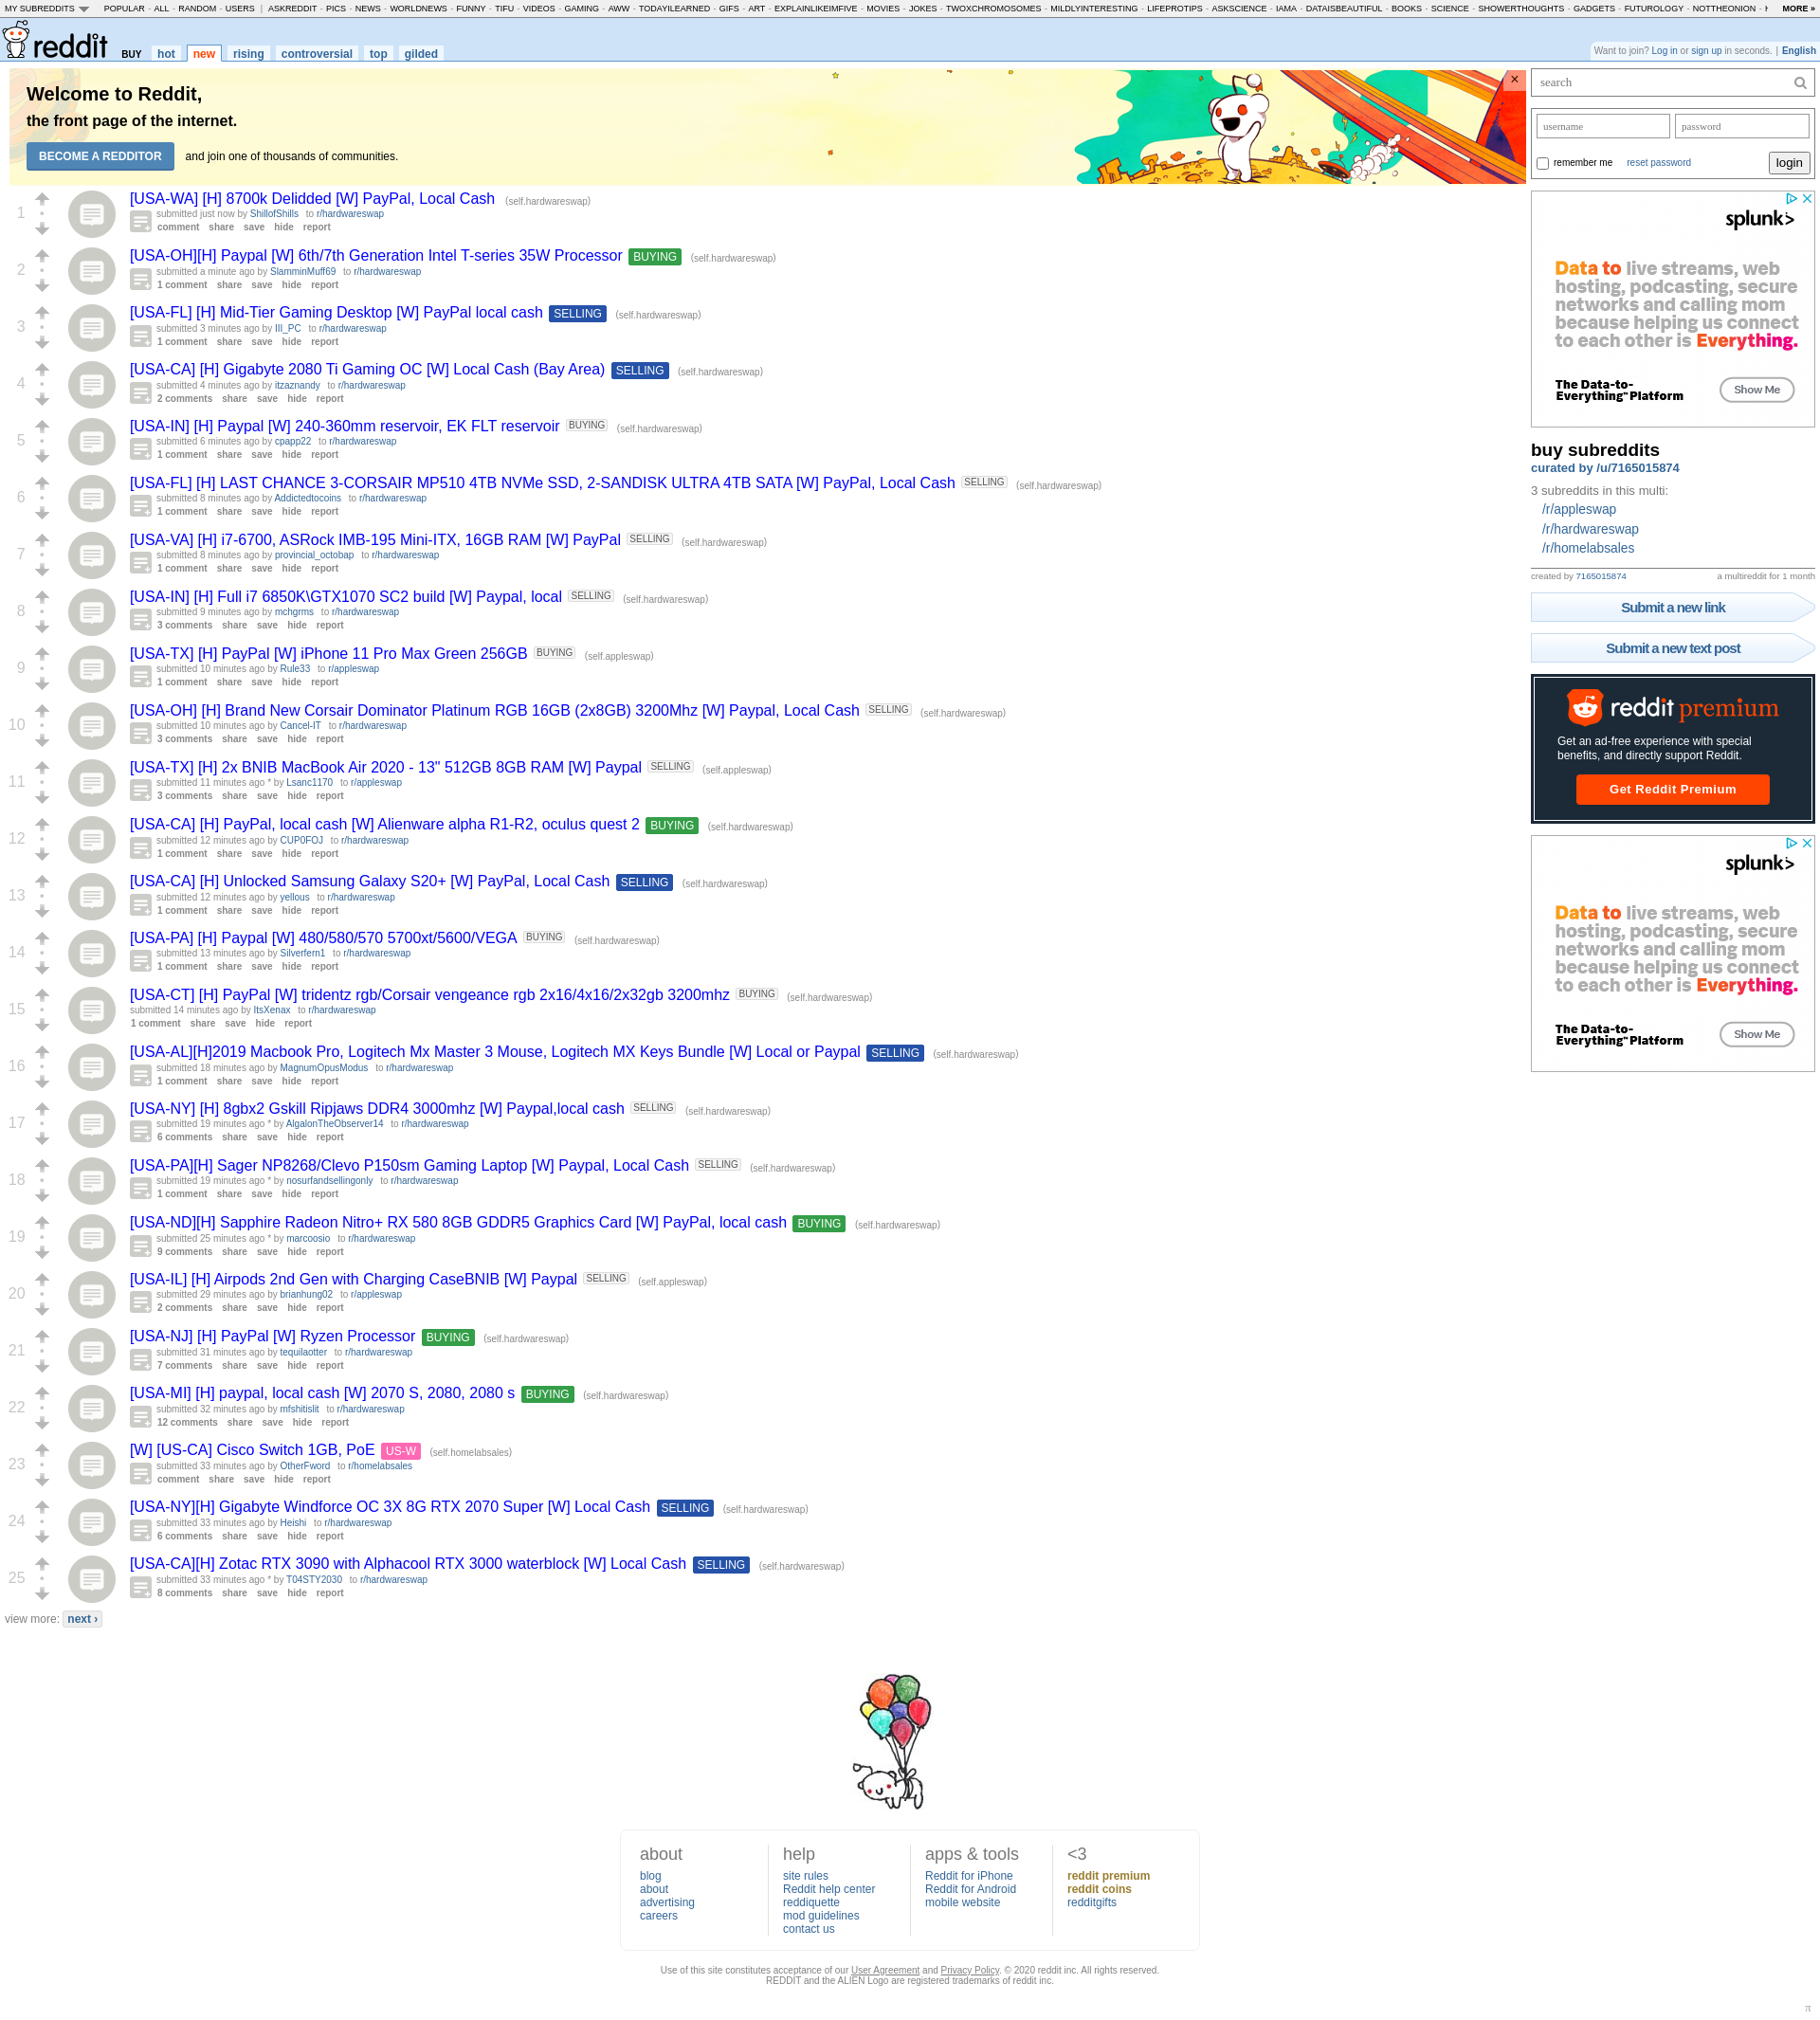 MY SUBREDDITS POPULAR - ALL - RANDOM - USERS | ASKREDDIT - PICS - NEWS - WORLDNEWS - FUNNY - TIFU - VIDEOS - GAMING - AWW - TODAYILEARNED - GIFS - ART - EXPLAINLIKEIMFIVE - MOVIES - JOKES - TWOXCHROMOSOMES - MILDLYINTERESTING - LIFEPROTIPS - ASKSCIENCE - IAMA - DATAISBEAUTIFUL - BOOKS - SCIENCE - SHOWERTHOUGHTS - GADGETS - FUTUROLOGY - NOTTHEONION - MORE »
reddit BUY hot new rising controversial top gilded
Want to join? Log in or sign up in seconds. | English
Welcome to Reddit,
the front page of the internet.
BECOME A REDDITOR and join one of thousands of communities.
×
1
[USA-WA] [H] 8700k Delidded [W] PayPal, Local Cash (self.hardwareswap)
submitted just now by ShillofShills to r/hardwareswap
comment share save hide report
2
[USA-OH][H] Paypal [W] 6th/7th Generation Intel T-series 35W Processor BUYING (self.hardwareswap)
submitted a minute ago by SlamminMuff69 to r/hardwareswap
1 comment share save hide report
3
[USA-FL] [H] Mid-Tier Gaming Desktop [W] PayPal local cash SELLING (self.hardwareswap)
submitted 3 minutes ago by Ill_PC to r/hardwareswap
1 comment share save hide report
4
[USA-CA] [H] Gigabyte 2080 Ti Gaming OC [W] Local Cash (Bay Area) SELLING (self.hardwareswap)
submitted 4 minutes ago by itzaznandy to r/hardwareswap
2 comments share save hide report
5
[USA-IN] [H] Paypal [W] 240-360mm reservoir, EK FLT reservoir BUYING (self.hardwareswap)
submitted 6 minutes ago by cpapp22 to r/hardwareswap
1 comment share save hide report
6
[USA-FL] [H] LAST CHANCE 3-CORSAIR MP510 4TB NVMe SSD, 2-SANDISK ULTRA 4TB SATA [W] PayPal, Local Cash SELLING (self.hardwareswap)
submitted 8 minutes ago by Addictedtocoins to r/hardwareswap
1 comment share save hide report
7
[USA-VA] [H] i7-6700, ASRock IMB-195 Mini-ITX, 16GB RAM [W] PayPal SELLING (self.hardwareswap)
submitted 8 minutes ago by provincial_octobap to r/hardwareswap
1 comment share save hide report
8
[USA-IN] [H] Full i7 6850K\GTX1070 SC2 build [W] Paypal, local SELLING (self.hardwareswap)
submitted 9 minutes ago by mchgrms to r/hardwareswap
3 comments share save hide report
9
[USA-TX] [H] PayPal [W] iPhone 11 Pro Max Green 256GB BUYING (self.appleswap)
submitted 10 minutes ago by Rule33 to r/appleswap
1 comment share save hide report
10
[USA-OH] [H] Brand New Corsair Dominator Platinum RGB 16GB (2x8GB) 3200Mhz [W] Paypal, Local Cash SELLING (self.hardwareswap)
submitted 10 minutes ago by Cancel-IT to r/hardwareswap
3 comments share save hide report
11
[USA-TX] [H] 2x BNIB MacBook Air 2020 - 13" 512GB 8GB RAM [W] Paypal SELLING (self.appleswap)
submitted 11 minutes ago * by Lsanc1170 to r/appleswap
3 comments share save hide report
12
[USA-CA] [H] PayPal, local cash [W] Alienware alpha R1-R2, oculus quest 2 BUYING (self.hardwareswap)
submitted 12 minutes ago by CUP0FOJ to r/hardwareswap
1 comment share save hide report
13
[USA-CA] [H] Unlocked Samsung Galaxy S20+ [W] PayPal, Local Cash SELLING (self.hardwareswap)
submitted 12 minutes ago by yellous to r/hardwareswap
1 comment share save hide report
14
[USA-PA] [H] Paypal [W] 480/580/570 5700xt/5600/VEGA BUYING (self.hardwareswap)
submitted 13 minutes ago by Silverfern1 to r/hardwareswap
1 comment share save hide report
15
[USA-CT] [H] PayPal [W] tridentz rgb/Corsair vengeance rgb 2x16/4x16/2x32gb 3200mhz BUYING (self.hardwareswap)
submitted 14 minutes ago by ItsXenax to r/hardwareswap
1 comment share save hide report
16
[USA-AL][H]2019 Macbook Pro, Logitech Mx Master 3 Mouse, Logitech MX Keys Bundle [W] Local or Paypal SELLING (self.hardwareswap)
submitted 18 minutes ago by MagnumOpusModus to r/hardwareswap
1 comment share save hide report
17
[USA-NY] [H] 8gbx2 Gskill Ripjaws DDR4 3000mhz [W] Paypal,local cash SELLING (self.hardwareswap)
submitted 19 minutes ago * by AlgalonTheObserver14 to r/hardwareswap
6 comments share save hide report
18
[USA-PA][H] Sager NP8268/Clevo P150sm Gaming Laptop [W] Paypal, Local Cash SELLING (self.hardwareswap)
submitted 19 minutes ago * by nosurfandsellingonly to r/hardwareswap
1 comment share save hide report
19
[USA-ND][H] Sapphire Radeon Nitro+ RX 580 8GB GDDR5 Graphics Card [W] PayPal, local cash BUYING (self.hardwareswap)
submitted 25 minutes ago * by marcoosio to r/hardwareswap
9 comments share save hide report
20
[USA-IL] [H] Airpods 2nd Gen with Charging CaseBNIB [W] Paypal SELLING (self.appleswap)
submitted 29 minutes ago by brianhung02 to r/appleswap
2 comments share save hide report
21
[USA-NJ] [H] PayPal [W] Ryzen Processor BUYING (self.hardwareswap)
submitted 31 minutes ago by tequilaotter to r/hardwareswap
7 comments share save hide report
22
[USA-MI] [H] paypal, local cash [W] 2070 S, 2080, 2080 s BUYING (self.hardwareswap)
submitted 32 minutes ago by mfshitislit to r/hardwareswap
12 comments share save hide report
23
[W] [US-CA] Cisco Switch 1GB, PoE US-W (self.homelabsales)
submitted 33 minutes ago by OtherFword to r/homelabsales
comment share save hide report
24
[USA-NY][H] Gigabyte Windforce OC 3X 8G RTX 2070 Super [W] Local Cash SELLING (self.hardwareswap)
submitted 33 minutes ago by Heishi to r/hardwareswap
6 comments share save hide report
25
[USA-CA][H] Zotac RTX 3090 with Alphacool RTX 3000 waterblock [W] Local Cash SELLING (self.hardwareswap)
submitted 33 minutes ago * by T04STY2030 to r/hardwareswap
8 comments share save hide report
view more: next ›
search
username password
remember me reset password login
splunk>
Data to live streams, web
hosting, podcasting, secure
networks and calling mom
because helping us connect
to each other is Everything.
The Data-to-
Everything™ Platform Show Me
buy subreddits
curated by /u/7165015874
3 subreddits in this multi:
/r/appleswap
/r/hardwareswap
/r/homelabsales
created by 7165015874 a multireddit for 1 month
Submit a new link
Submit a new text post
reddit premium
Get an ad-free experience with special
benefits, and directly support Reddit.
Get Reddit Premium
splunk>
Data to live streams, web
hosting, podcasting, secure
networks and calling mom
because helping us connect
to each other is Everything.
The Data-to-
Everything™ Platform Show Me
about
blog
about
advertising
careers
help
site rules
Reddit help center
reddiquette
mod guidelines
contact us
apps & tools
Reddit for iPhone
Reddit for Android
mobile website
<3
reddit premium
reddit coins
redditgifts
Use of this site constitutes acceptance of our User Agreement and Privacy Policy. © 2020 reddit inc. All rights reserved.
REDDIT and the ALIEN Logo are registered trademarks of reddit inc.
π